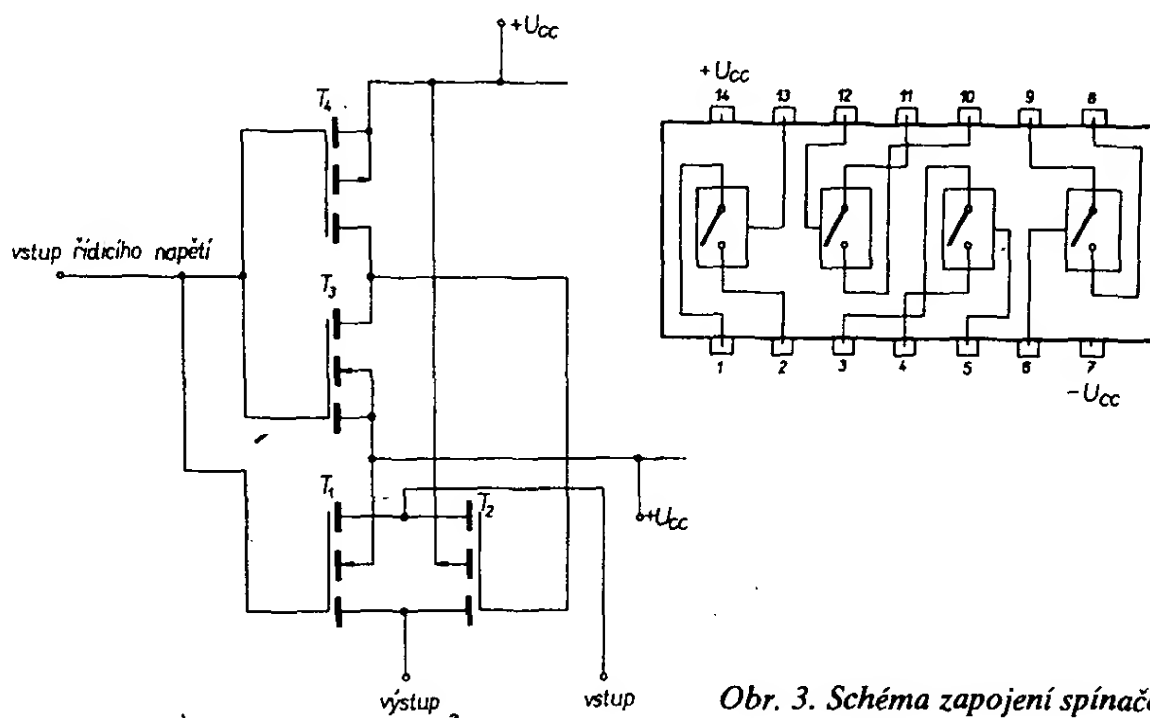 +Ucc
T4
vstup řídicího napětí
T3
T1
T2
+Ucc
výstup
vstup
+Ucc
14 13 12 11 10 9 8
1 2 3 4 5 6 7
-Ucc
Obr. 3. Schéma zapojení spínač